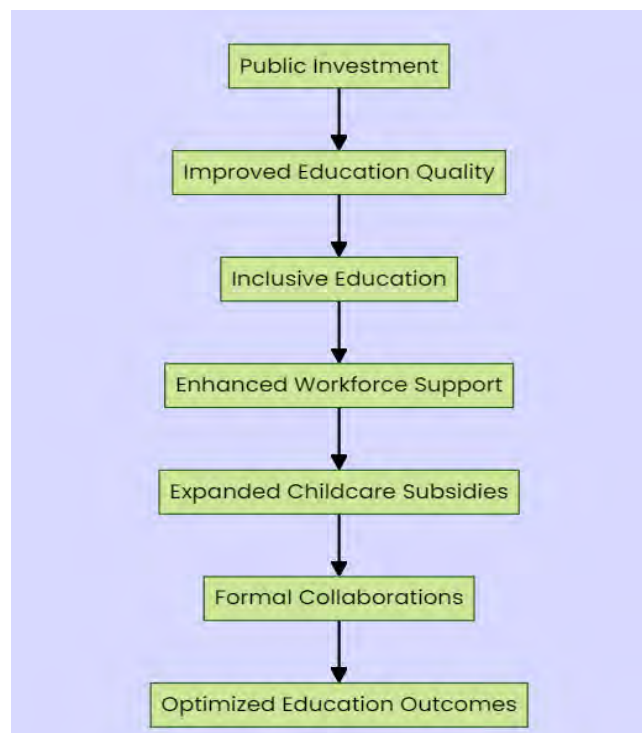 Public Investment
Improved Education Quality
Inclusive Education
Enhanced Workforce Support
Expanded Childcare Subsidies
Formal Collaborations
Optimized Education Outcomes